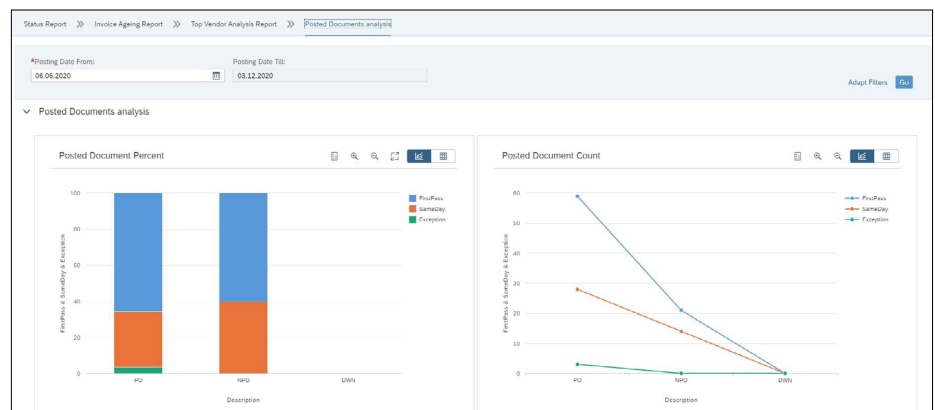 Status Report >> Invoice Ageing Report >> Top Vendor Analysis Report >> Posted Documents analysis
*Posting Date From: Posting Date Till:
06.06.2020 03.12.2020
Adapt Filters Go
Posted Documents analysis
Posted Document Percent
100
80
60
40
20
0
FirstPass & SameDay & Exception
PO NPO DWN
Description
FirstPass
SameDay
Exception
Posted Document Count
60
50
40
30
20
10
0
FirstPass & SameDay & Exception
PO NPO DWN
Description
FirstPass
SameDay
Exception